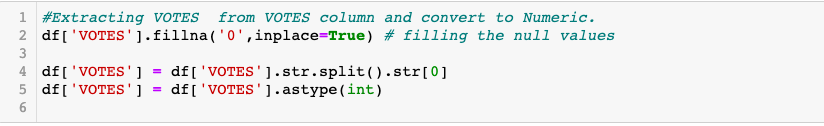 1 #Extracting VOTES  from VOTES column and convert to Numeric.
2 df['VOTES'].fillna('0',inplace=True) # filling the null values
3
4 df['VOTES'] = df['VOTES'].str.split().str[0]
5 df['VOTES'] = df['VOTES'].astype(int)
6